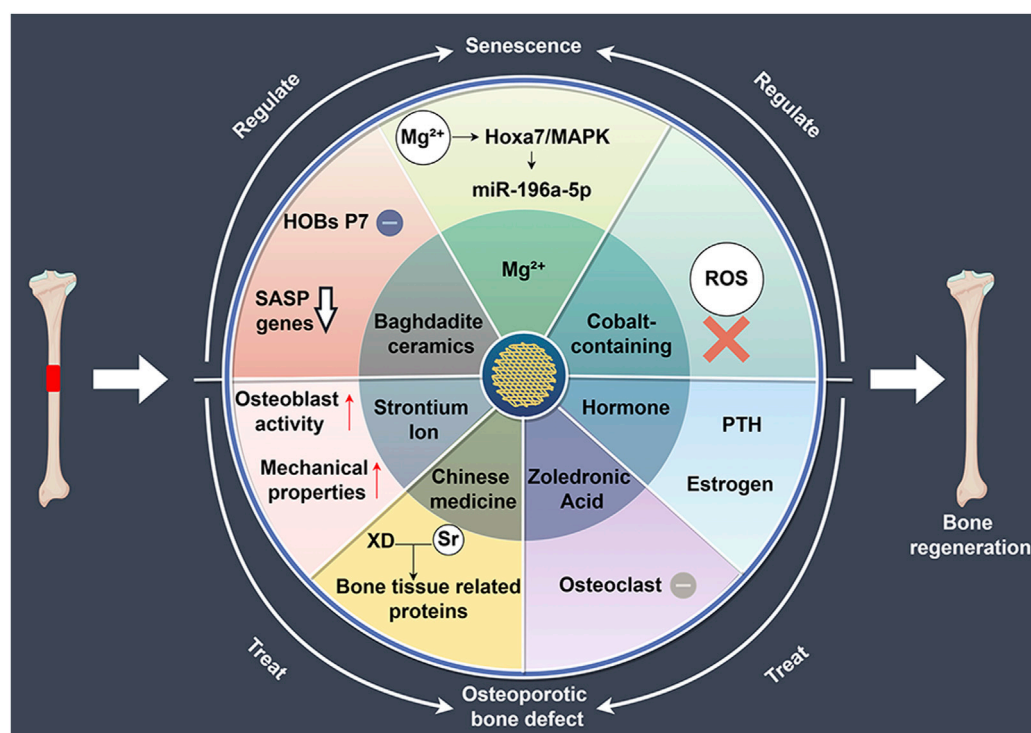 Senescence
Regulate
Regulate
Mg²⁺ → Hoxa7/MAPK
↓
miR-196a-5p
HOBs P7 −
SASP
genes
Mg²⁺
ROS
Baghdadite
ceramics
Cobalt-
containing
Osteoblast
activity ↑
Strontium
Ion
Hormone
PTH
Mechanical
properties ↑
Chinese
medicine
Zoledronic
Acid
Estrogen
XD
Sr
Bone tissue related
proteins
Osteoclast −
Bone
regeneration
Treat
Treat
Osteoporotic
bone defect